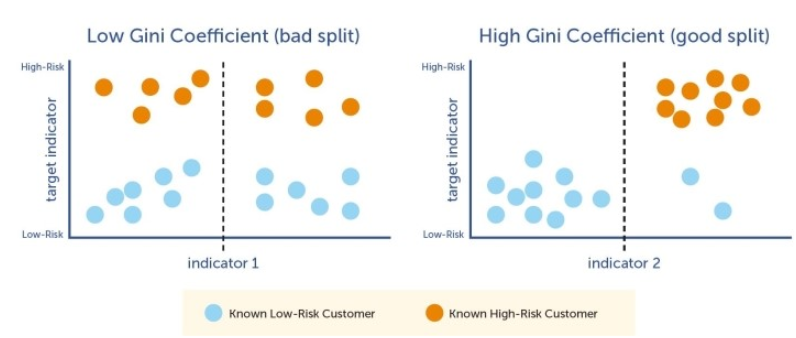 Low Gini Coefficient (bad split)
High-Risk
target indicator
Low-Risk
indicator 1
High Gini Coefficient (good split)
High-Risk
target indicator
Low-Risk
indicator 2
Known Low-Risk Customer
Known High-Risk Customer